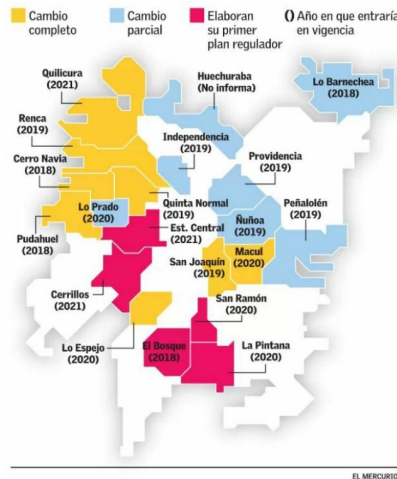 Cambio
completo
Cambio
parcial
Elaboran
su primer
plan regulador
() Año en que entraría
en vigencia
Quilicura
(2021)
Huechuraba
(No informa)
Lo Barnechea
(2018)
Renca
(2019)
Independencia
(2019)
Cerro Navia
(2018)
Providencia
(2019)
Lo Prado
(2020)
Quinta Normal
(2019)
Peñalolén
(2019)
Ñuñoa
(2019)
Est. Central
(2021)
Pudahuel
(2018)
San Joaquín
(2019)
Macul
(2020)
Cerrillos
(2021)
San Ramón
(2020)
Lo Espejo
(2020)
El Bosque
(2018)
La Pintana
(2020)
EL MERCURIO